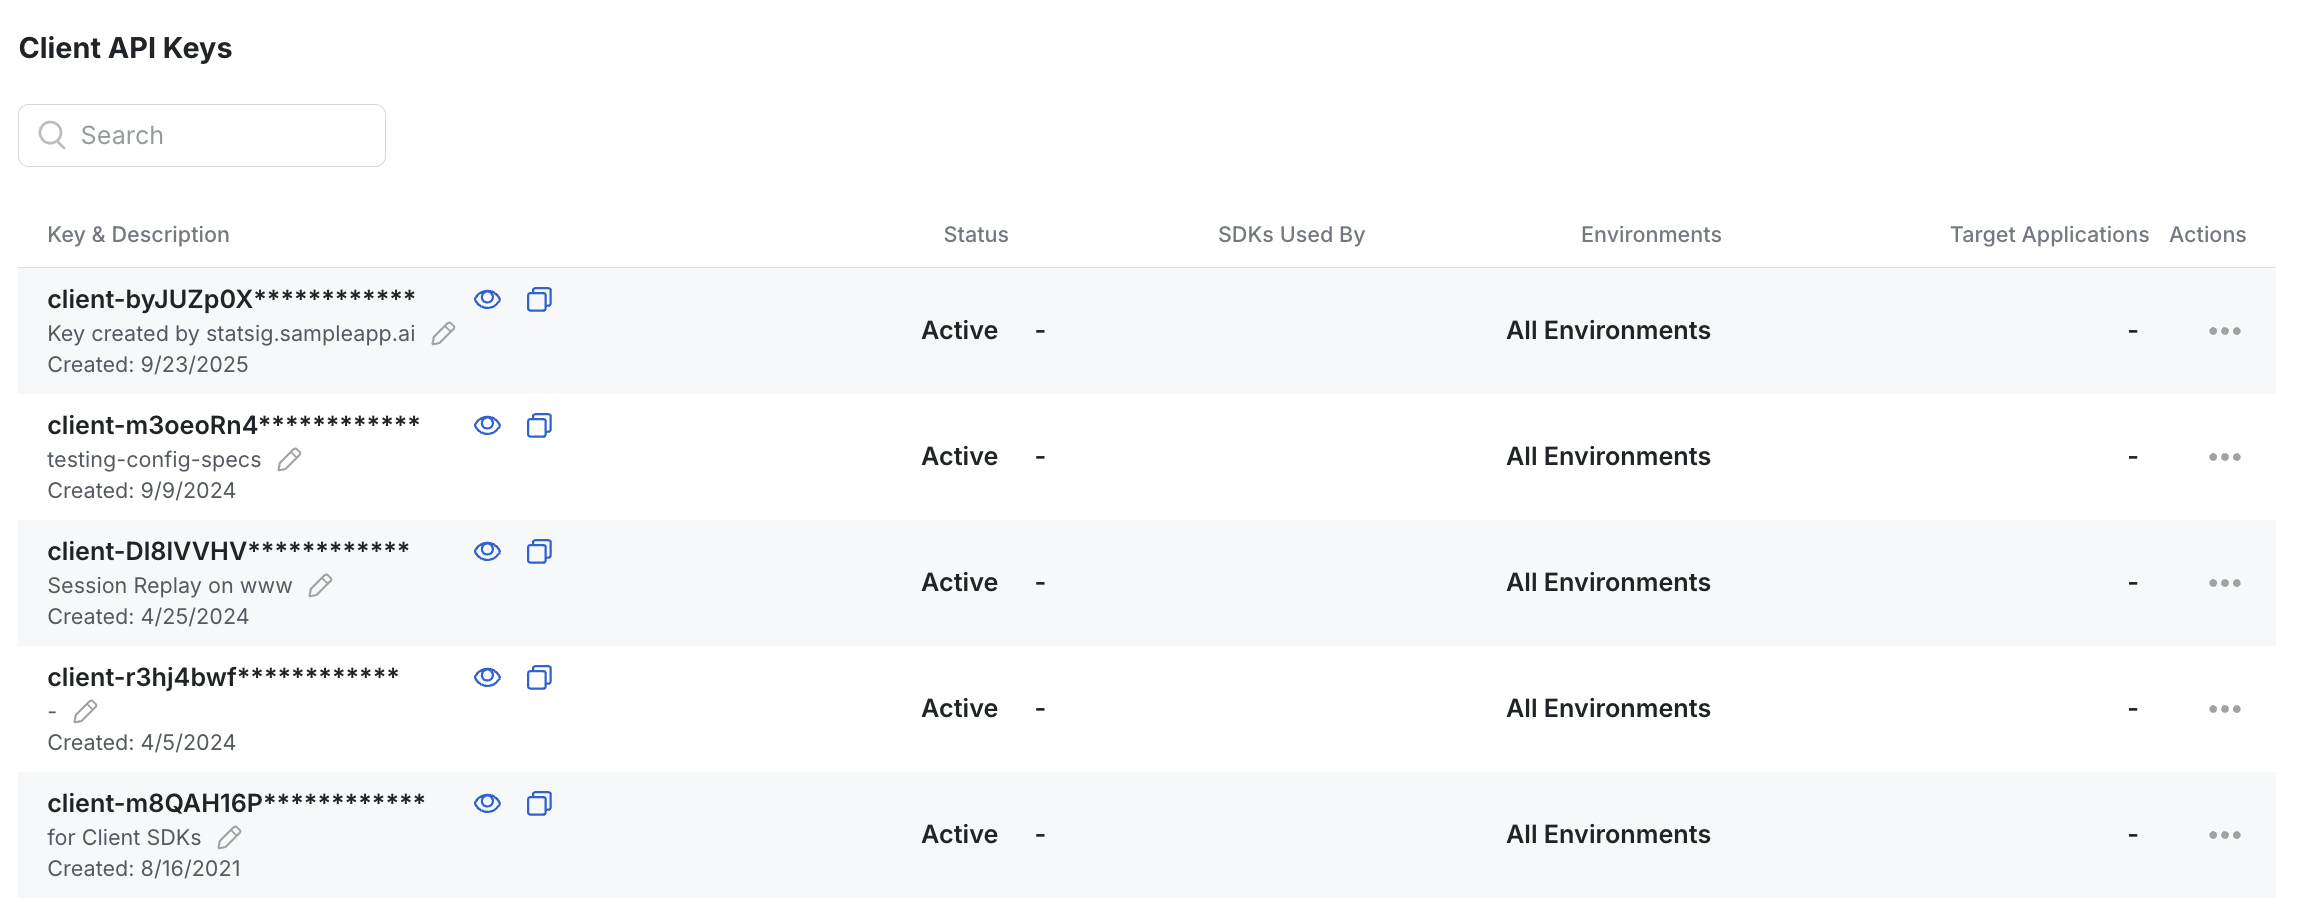 Client API Keys
Search
Key & Description Status SDKs Used By Environments Target Applications Actions
client-byJUZp0X************
Key created by statsig.sampleapp.ai
Created: 9/23/2025
Active - All Environments -
client-m3oeoRn4************
testing-config-specs
Created: 9/9/2024
Active - All Environments -
client-DI8IVVHV************
Session Replay on www
Created: 4/25/2024
Active - All Environments -
client-r3hj4bwf************
-
Created: 4/5/2024
Active - All Environments -
client-m8QAH16P************
for Client SDKs
Created: 8/16/2021
Active - All Environments -